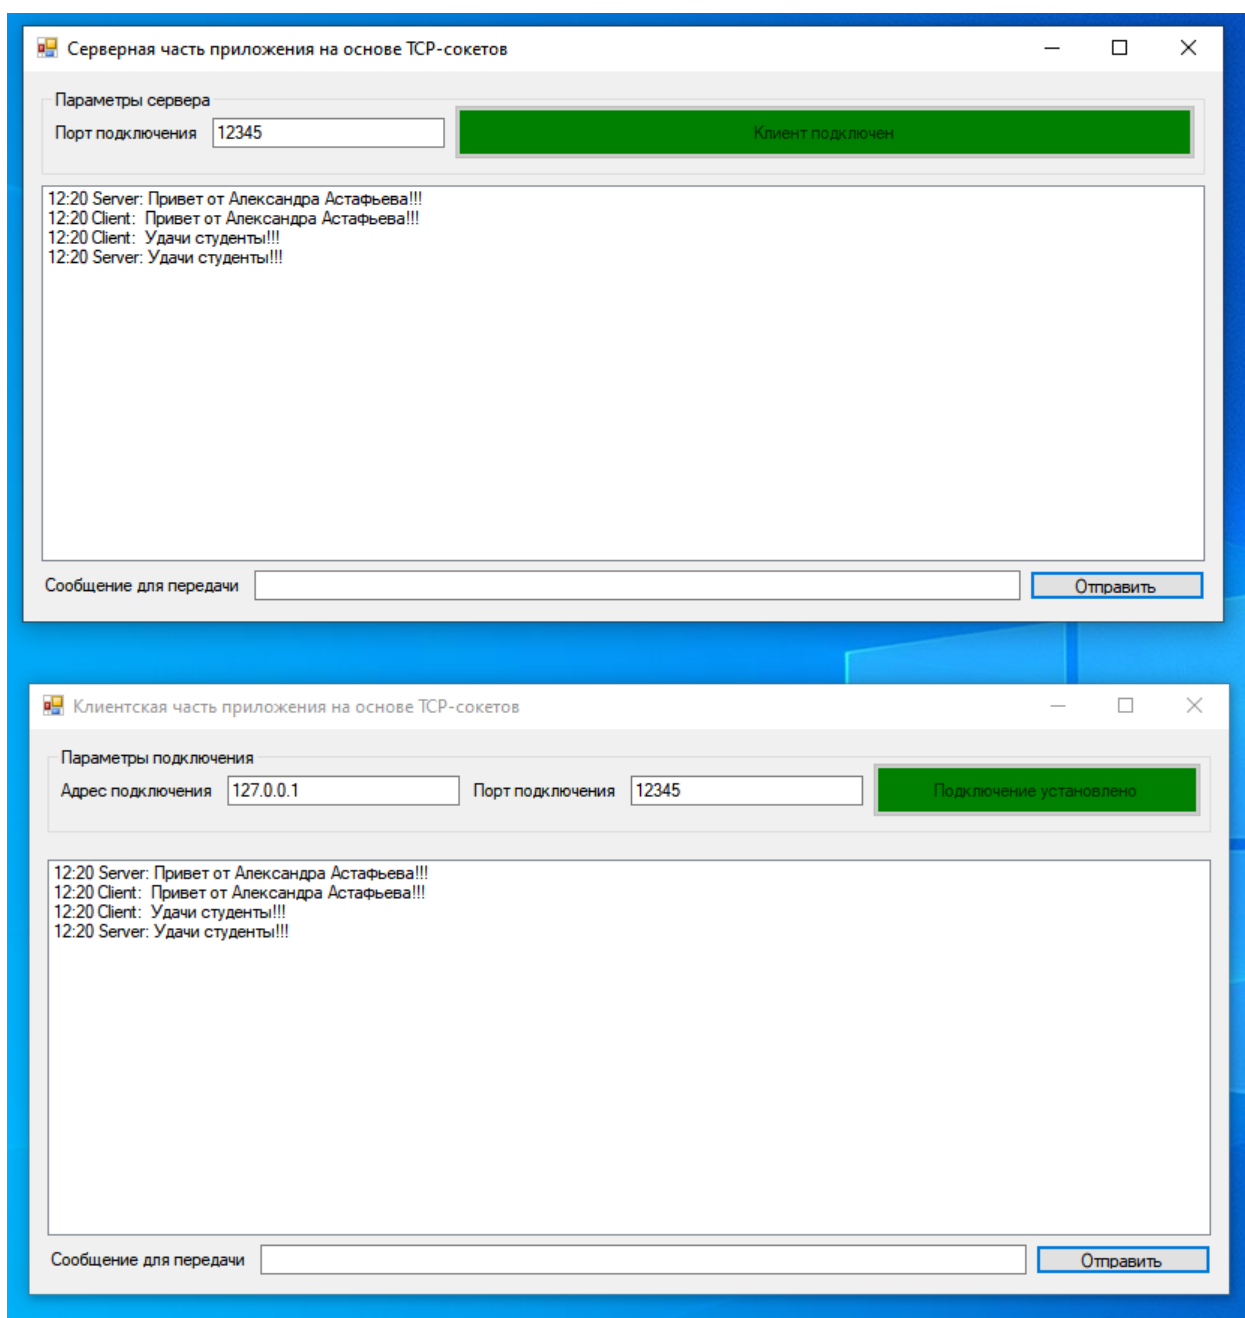 Серверная часть приложения на основе TCP-сокетов
Параметры сервера
Порт подключения 12345 Клиент подключен
12:20 Server: Привет от Александра Астафьева!!!
12:20 Client:  Привет от Александра Астафьева!!!
12:20 Client:  Удачи студенты!!!
12:20 Server: Удачи студенты!!!
Сообщение для передачи Отправить
Клиентская часть приложения на основе TCP-сокетов
Параметры подключения
Адрес подключения 127.0.0.1 Порт подключения 12345 Подключение установлено
12:20 Server: Привет от Александра Астафьева!!!
12:20 Client:  Привет от Александра Астафьева!!!
12:20 Client:  Удачи студенты!!!
12:20 Server: Удачи студенты!!!
Сообщение для передачи Отправить